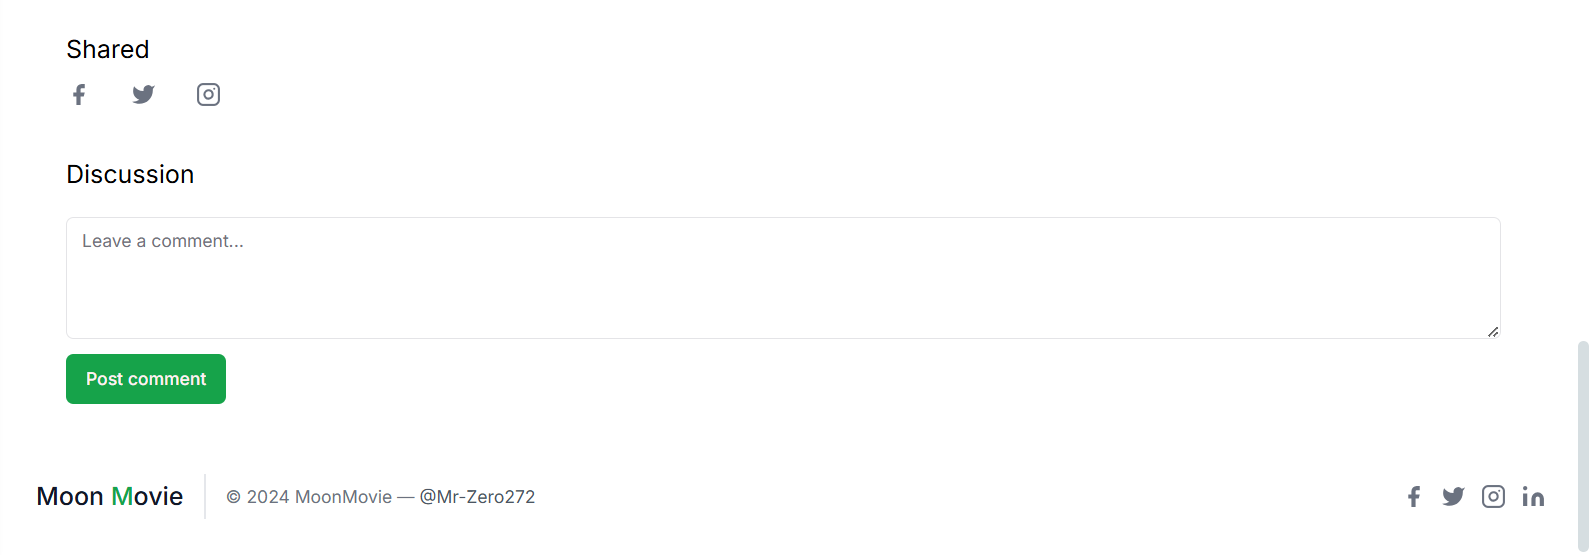 Shared
Discussion
Leave a comment...
Post comment
Moon Movie
© 2024 MoonMovie — @Mr-Zero272